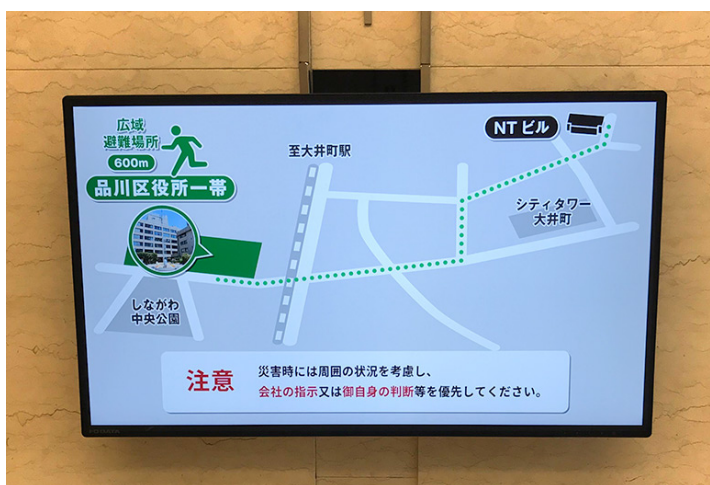 広域
避難場所
600m
品川区役所一帯
NTビル
至大井町駅
シティタワー
大井町
しながわ
中央公園
注意
災害時には周囲の状況を考慮し、
会社の指示又は御自身の判断等を優先してください。